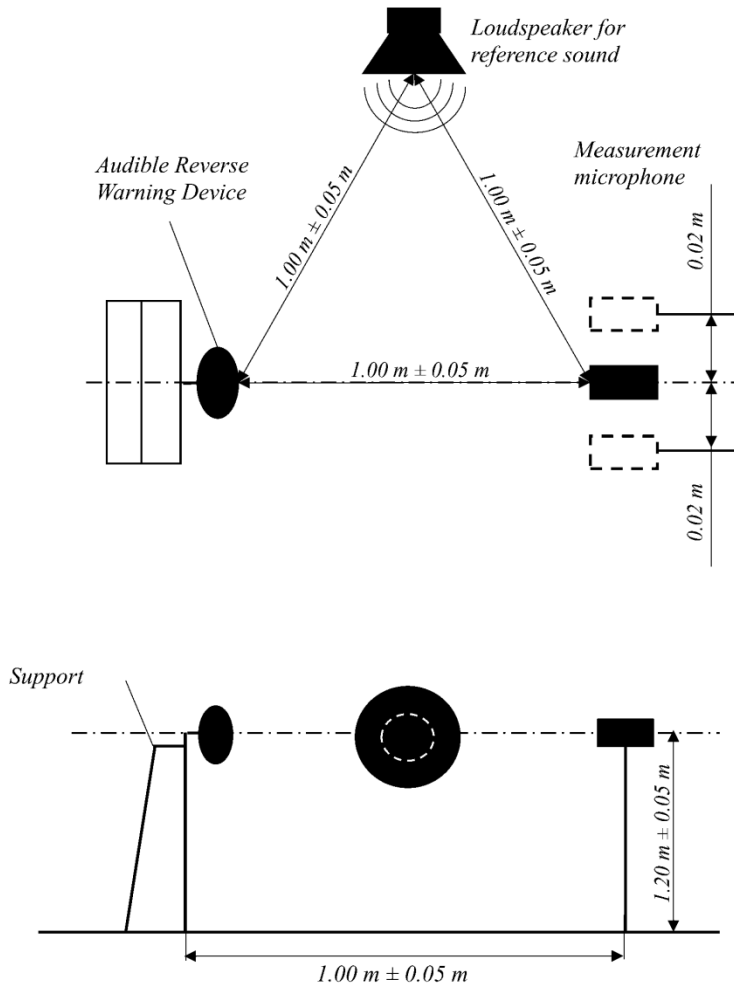 Loudspeaker for
reference sound
Audible Reverse
Warning Device
Measurement
microphone
1.00 m ± 0.05 m
1.00 m ± 0.05 m
0.02 m
1.00 m ± 0.05 m
0.02 m
Support
1.20 m ± 0.05 m
1.00 m ± 0.05 m